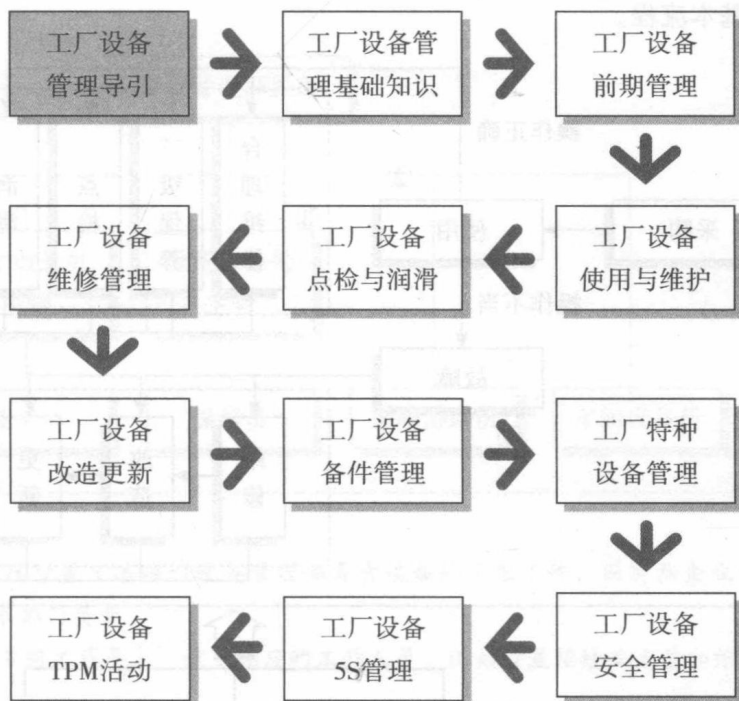 工厂设备
管理导引
工厂设备管
理基础知识
工厂设备
前期管理
工厂设备
使用与维护
工厂设备
点检与润滑
工厂设备
维修管理
工厂设备
改造更新
工厂设备
备件管理
工厂特种
设备管理
工厂设备
安全管理
工厂设备
5S管理
工厂设备
TPM活动